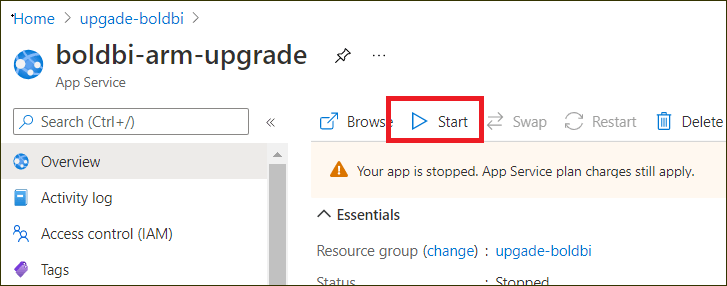 Home > upgade-boldbi >
boldbi-arm-upgrade
App Service
Search (Ctrl+/)
Overview
Activity log
Access control (IAM)
Tags
Browse Start Swap Restart Delete
Your app is stopped. App Service plan charges still apply.
Essentials
Resource group (change) : upgade-boldbi
Status : Stopped